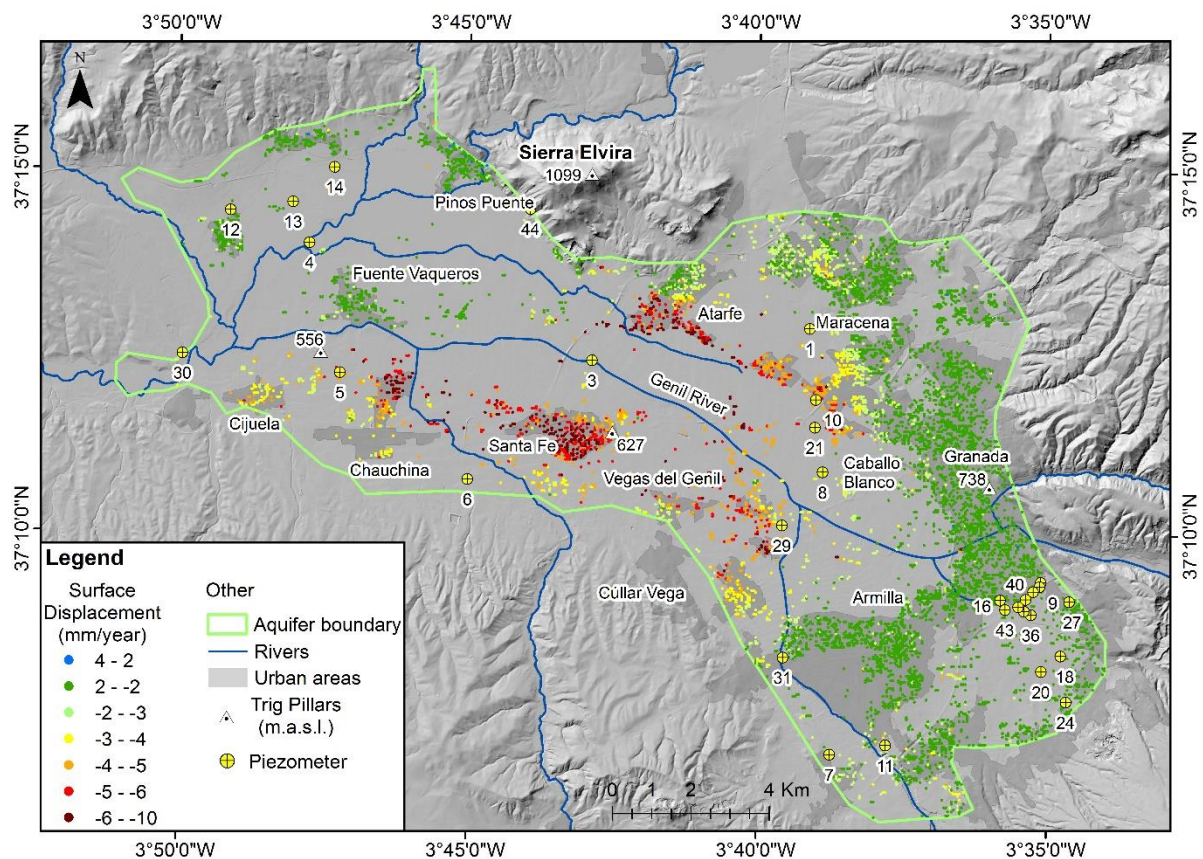 3°50'0"W
3°45'0"W
3°40'0"W
3°35'0"W
N
37°15'0"N
37°15'0"N
Sierra Elvira
1099
14
Pinos Puente
13
12
44
4
Fuente Vaqueros
Atarfe
Maracena
556
1
30
5
3
Genil River
10
Cijuela
Santa Fe
627
21
Chauchina
Caballo
Blanco
Granada
738
6
Vegas del Genil
8
37°10'0"N
37°10'0"N
29
Cúllar Vega
Armilla
40
16
9
43
36
27
31
18
20
24
7
11
0
2
4 Km
Legend
Surface
Displacement
(mm/year)
4 - 2
2 - -2
-2 - -3
-3 - -4
-4 - -5
-5 - -6
-6 - -10
Other
Aquifer boundary
Rivers
Urban areas
Trig Pillars
(m.a.s.l.)
Piezometer
3°50'0"W
3°45'0"W
3°40'0"W
3°35'0"W